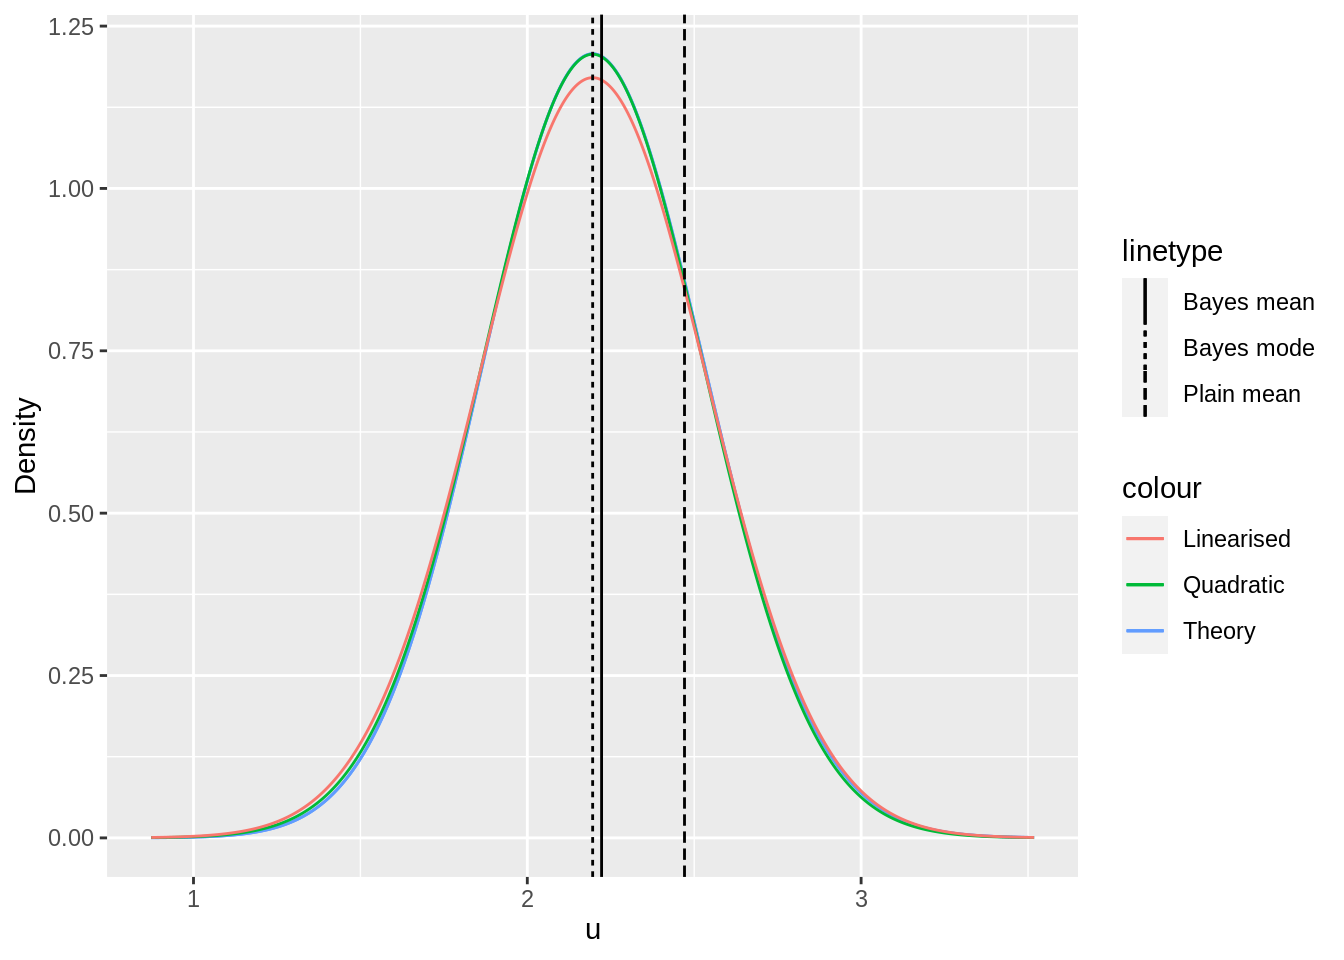 1.25
1.00
0.75
0.50
0.25
0.00
Density
1
2
3
u
linetype
Bayes mean
Bayes mode
Plain mean
colour
Linearised
Quadratic
Theory